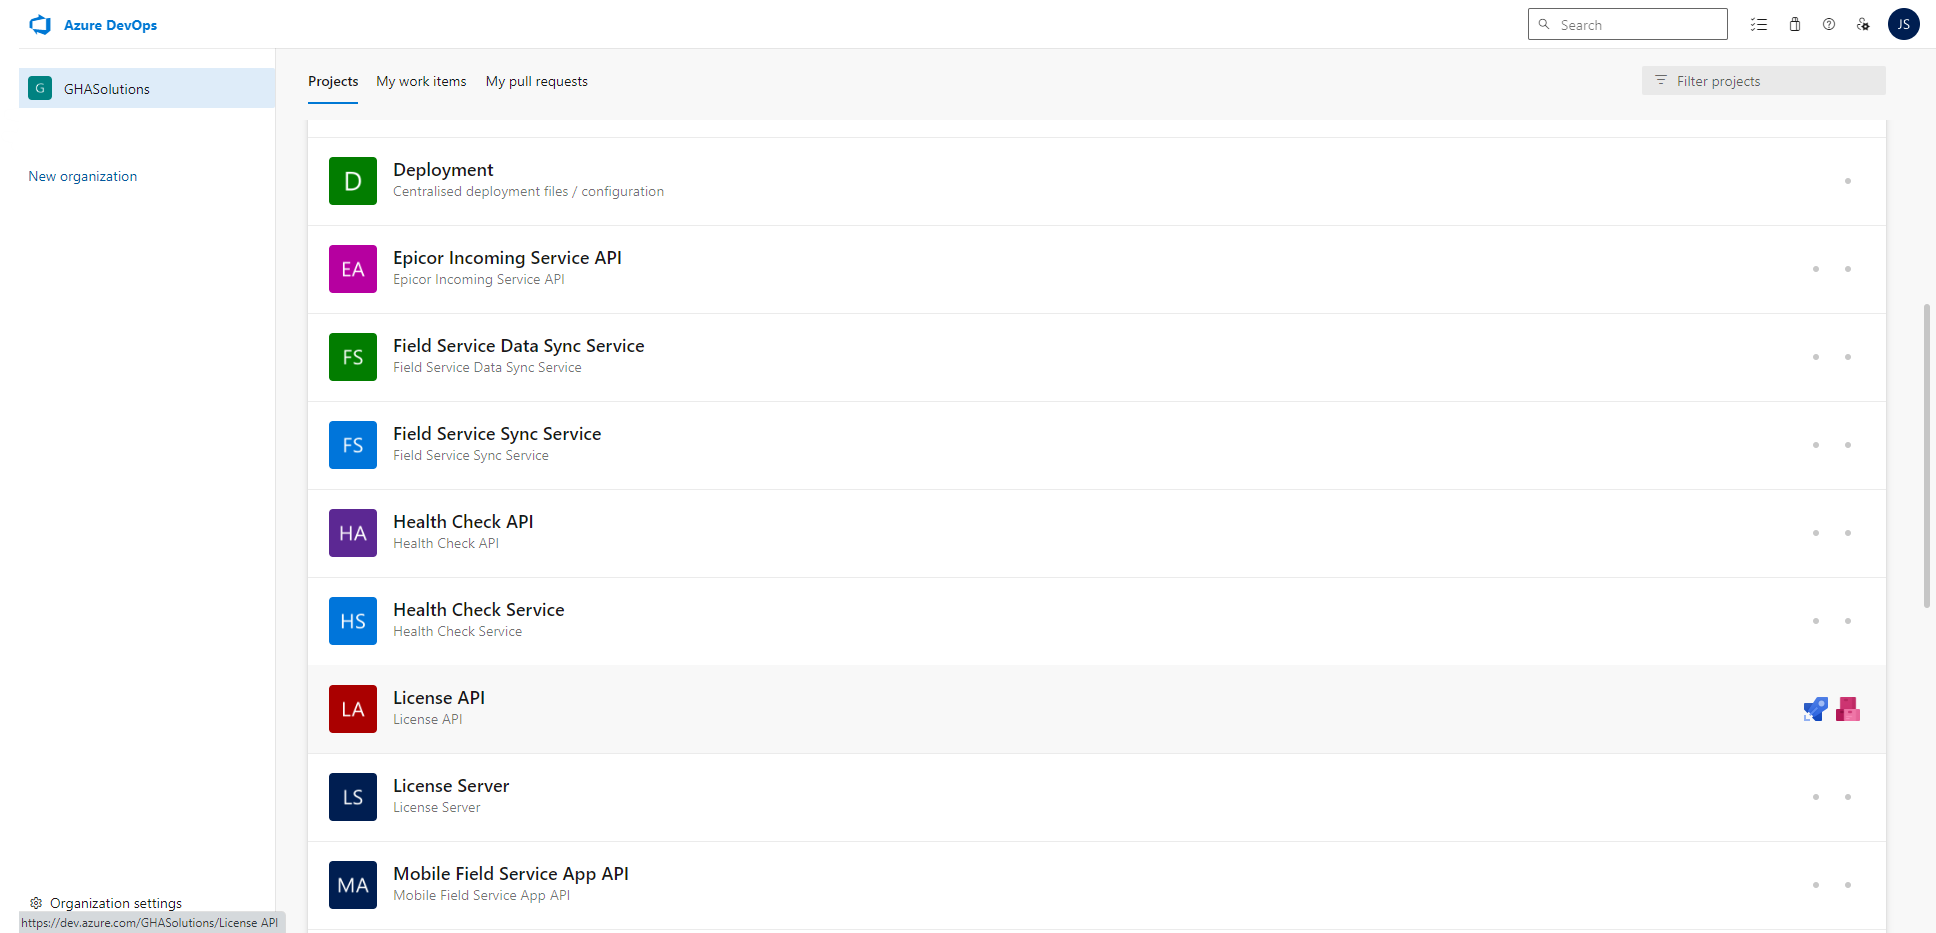 Azure DevOps
Search
JS
G GHASolutions
New organization
Projects My work items My pull requests
Filter projects
D
Deployment
Centralised deployment files / configuration
EA
Epicor Incoming Service API
Epicor Incoming Service API
FS
Field Service Data Sync Service
Field Service Data Sync Service
FS
Field Service Sync Service
Field Service Sync Service
HA
Health Check API
Health Check API
HS
Health Check Service
Health Check Service
LA
License API
License API
LS
License Server
License Server
MA
Mobile Field Service App API
Mobile Field Service App API
Organization settings
https://dev.azure.com/GHASolutions/License API